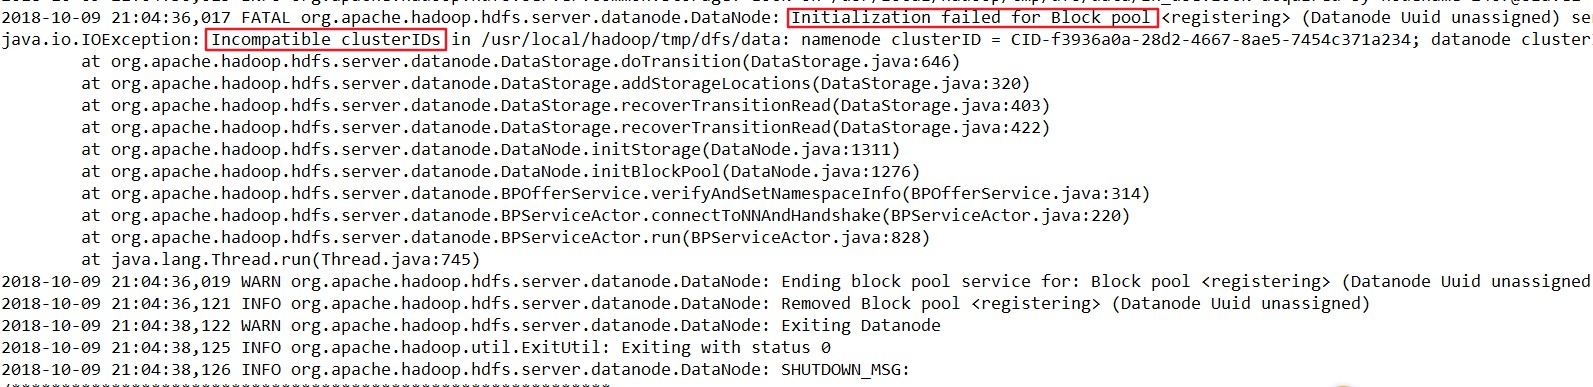 2018-10-09 21:04:36,017 FATAL org.apache.hadoop.hdfs.server.datanode.DataNode: Initialization failed for Block pool <registering> (Datanode Uuid unassigned) se
java.io.IOException: Incompatible clusterIDs in /usr/local/hadoop/tmp/dfs/data: namenode clusterID = CID-f3936a0a-28d2-4667-8ae5-7454c371a234; datanode cluster
at org.apache.hadoop.hdfs.server.datanode.DataStorage.doTransition(DataStorage.java:646)
at org.apache.hadoop.hdfs.server.datanode.DataStorage.addStorageLocations(DataStorage.java:320)
at org.apache.hadoop.hdfs.server.datanode.DataStorage.recoverTransitionRead(DataStorage.java:403)
at org.apache.hadoop.hdfs.server.datanode.DataStorage.recoverTransitionRead(DataStorage.java:422)
at org.apache.hadoop.hdfs.server.datanode.DataNode.initStorage(DataNode.java:1311)
at org.apache.hadoop.hdfs.server.datanode.DataNode.initBlockPool(DataNode.java:1276)
at org.apache.hadoop.hdfs.server.datanode.BPOfferService.verifyAndSetNamespaceInfo(BPOfferService.java:314)
at org.apache.hadoop.hdfs.server.datanode.BPServiceActor.connectToNNAndHandshake(BPServiceActor.java:220)
at org.apache.hadoop.hdfs.server.datanode.BPServiceActor.run(BPServiceActor.java:828)
at java.lang.Thread.run(Thread.java:745)
2018-10-09 21:04:36,019 WARN org.apache.hadoop.hdfs.server.datanode.DataNode: Ending block pool service for: Block pool <registering> (Datanode Uuid unassigned
2018-10-09 21:04:36,121 INFO org.apache.hadoop.hdfs.server.datanode.DataNode: Removed Block pool <registering> (Datanode Uuid unassigned)
2018-10-09 21:04:38,122 WARN org.apache.hadoop.hdfs.server.datanode.DataNode: Exiting Datanode
2018-10-09 21:04:38,125 INFO org.apache.hadoop.util.ExitUtil: Exiting with status 0
2018-10-09 21:04:38,126 INFO org.apache.hadoop.hdfs.server.datanode.DataNode: SHUTDOWN_MSG: